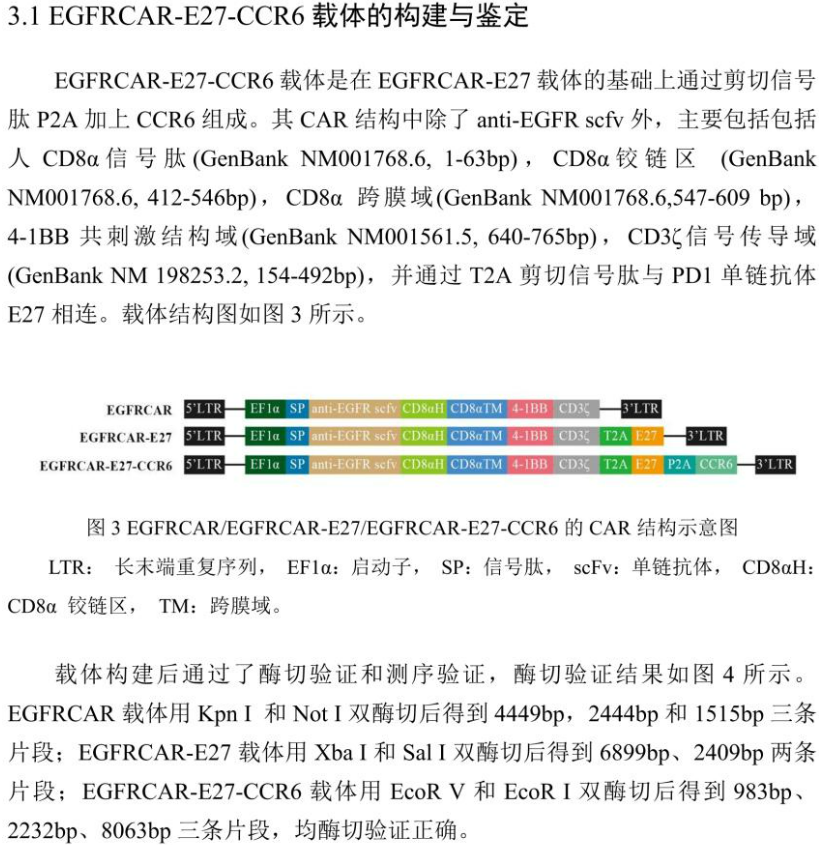 3.1 EGFRCAR-E27-CCR6 载体的构建与鉴定
EGFRCAR-E27-CCR6 载体是在 EGFRCAR-E27 载体的基础上通过剪切信号
肽 P2A 加上 CCR6 组成。其 CAR 结构中除了 anti-EGFR scfv 外，主要包括包括
人 CD8α信号肽(GenBank NM001768.6, 1-63bp)，CD8α铰链区 (GenBank
NM001768.6, 412-546bp)，CD8α 跨膜域(GenBank NM001768.6,547-609 bp)，
4-1BB 共刺激结构域(GenBank NM001561.5, 640-765bp)，CD3ζ信号传导域
(GenBank NM 198253.2, 154-492bp)，并通过 T2A 剪切信号肽与 PD1 单链抗体
E27 相连。载体结构图如图 3 所示。
EGFRCAR 5'LTR EF1α SP anti-EGFR scfv CD8αH CD8αTM 4-1BB CD3ζ 3'LTR
EGFRCAR-E27 5'LTR EF1α SP anti-EGFR scfv CD8αH CD8αTM 4-1BB CD3ζ T2A E27 3'LTR
EGFRCAR-E27-CCR6 5'LTR EF1α SP anti-EGFR scfv CD8αH CD8αTM 4-1BB CD3ζ T2A E27 P2A CCR6 3'LTR
图 3 EGFRCAR/EGFRCAR-E27/EGFRCAR-E27-CCR6 的 CAR 结构示意图
LTR： 长末端重复序列， EF1α：启动子， SP：信号肽， scFv：单链抗体， CD8αH：
CD8α 铰链区， TM：跨膜域。
载体构建后通过了酶切验证和测序验证，酶切验证结果如图 4 所示。
EGFRCAR 载体用 Kpn I 和 Not I 双酶切后得到 4449bp，2444bp 和 1515bp 三条
片段；EGFRCAR-E27 载体用 Xba I 和 Sal I 双酶切后得到 6899bp、2409bp 两条
片段；EGFRCAR-E27-CCR6 载体用 EcoR V 和 EcoR I 双酶切后得到 983bp、
2232bp、8063bp 三条片段，均酶切验证正确。